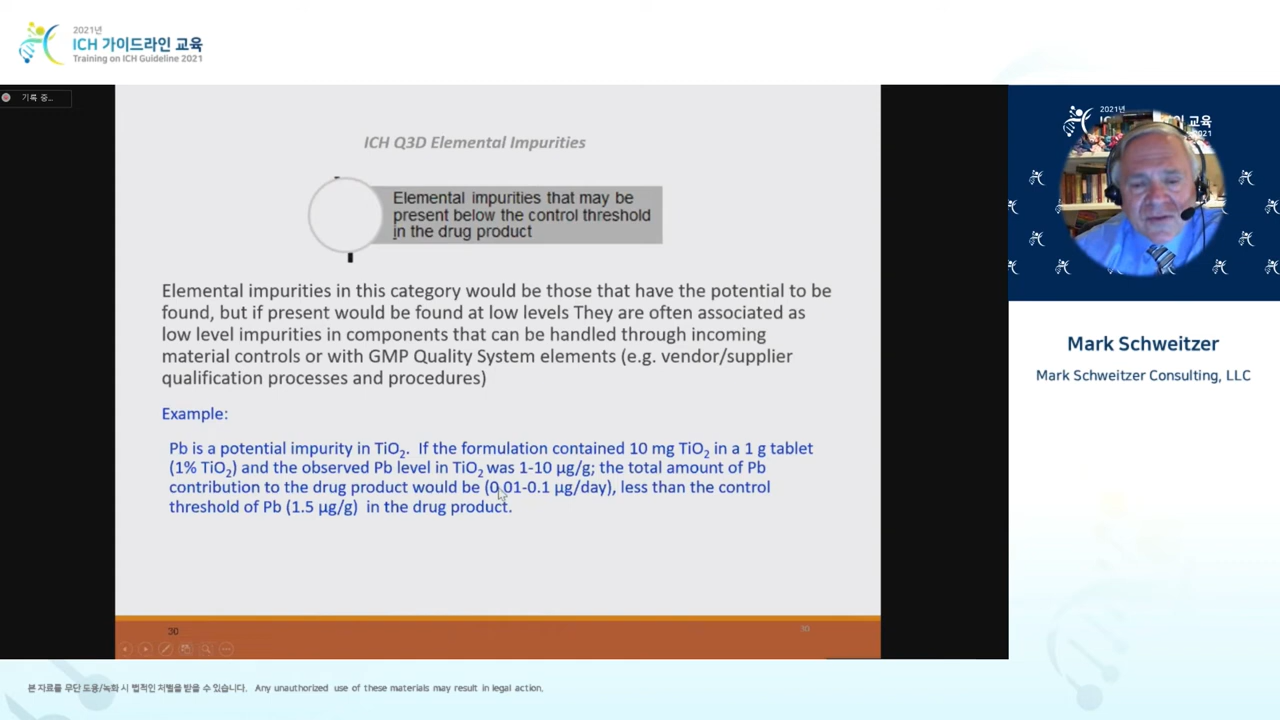 2021년
ICH 가이드라인 교육
Training on ICH Guideline 2021
기록 중...
2021년
교육
2021
ICH Q3D Elemental Impurities
Elemental impurities that may be
present below the control threshold
in the drug product
Elemental impurities in this category would be those that have the potential to be
found, but if present would be found at low levels They are often associated as
low level impurities in components that can be handled through incoming
material controls or with GMP Quality System elements (e.g. vendor/supplier
qualification processes and procedures)
Example:
Pb is a potential impurity in TiO₂. If the formulation contained 10 mg TiO₂ in a 1 g tablet
(1% TiO₂) and the observed Pb level in TiO₂ was 1-10 µg/g; the total amount of Pb
contribution to the drug product would be (0.01-0.1 µg/day), less than the control
threshold of Pb (1.5 µg/g) in the drug product.
30
30
Mark Schweitzer
Mark Schweitzer Consulting, LLC
본 자료를 무단 도용/녹화 시 법적인 처벌을 받을 수 있습니다. Any unauthorized use of these materials may result in legal action.